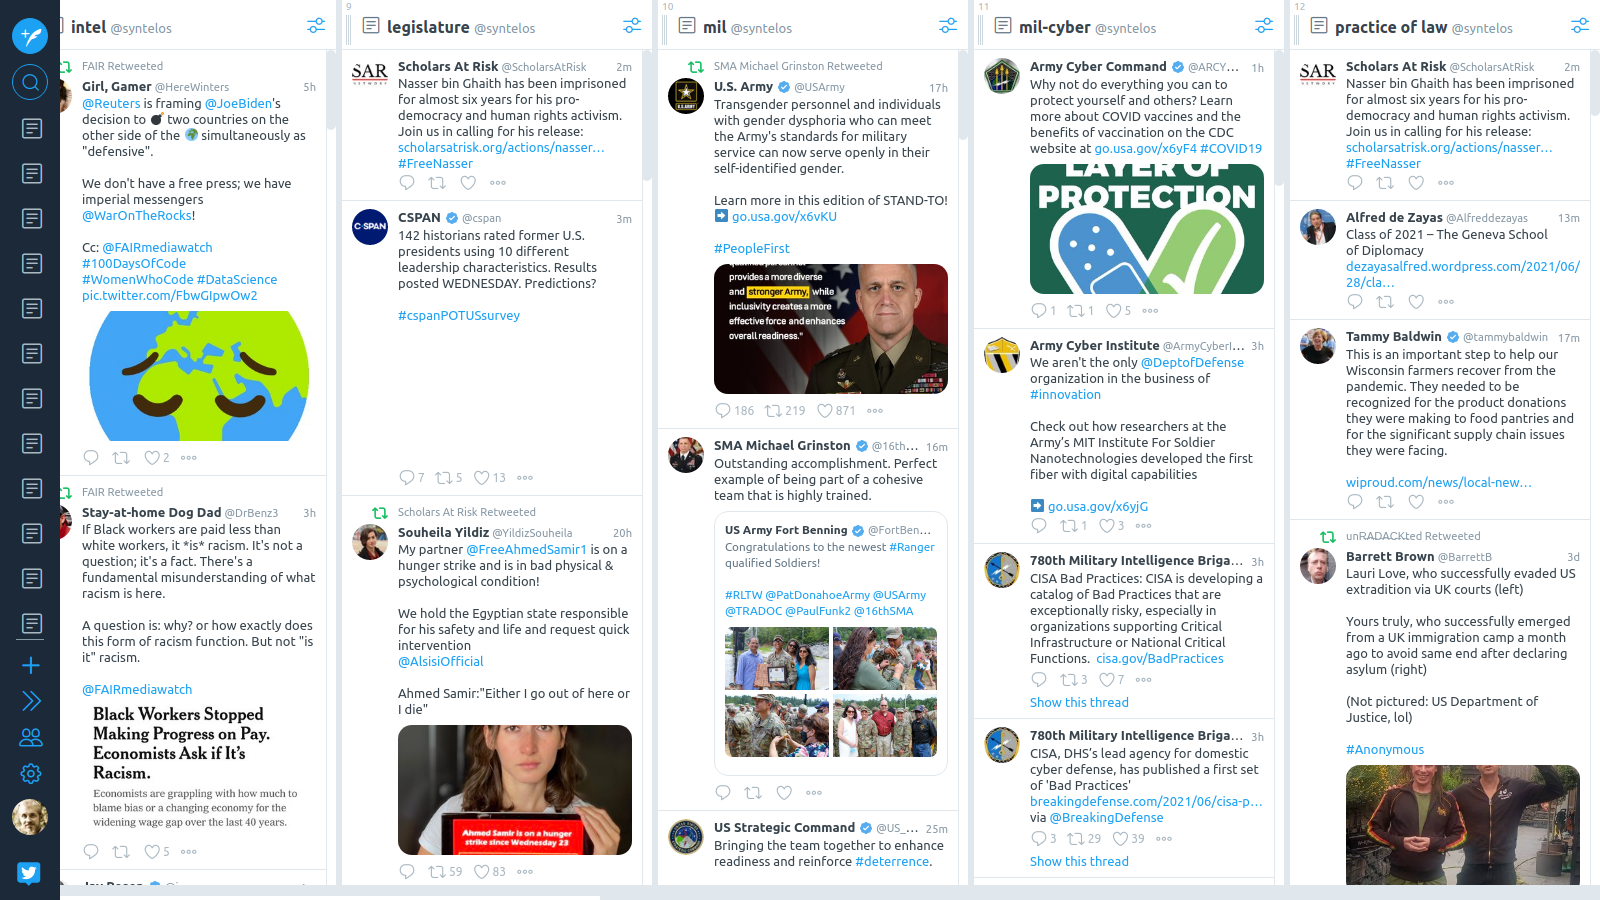 intel @syntelos
FAIR Retweeted
Girl, Gamer @HereWinters 5h
@Reuters is framing @JoeBiden's
decision to 💣 two countries on the
other side of the 🌍 simultaneously as
"defensive".
We don't have a free press; we have
imperial messengers
@WarOnTheRocks!
Cc: @FAIRmediawatch
#100DaysOfCode
#WomenWhoCode #DataScience
pic.twitter.com/FbwGIpwOw2
2
FAIR Retweeted
Stay-at-home Dog Dad @DrBenz3 3h
If Black workers are paid less than
white workers, it *is* racism. It's not a
question; it's a fact. There's a
fundamental misunderstanding of what
racism is here.
A question is: why? or how exactly does
this form of racism function. But not "is
it" racism.
@FAIRmediawatch
Black Workers Stopped
Making Progress on Pay.
Economists Ask if It's
Racism.
Economists are grappling with how much to
blame bias or a changing economy for the
widening wage gap over the last 40 years.
5
9
legislature @syntelos
SAR
NETWORK
Scholars At Risk @ScholarsAtRisk 2m
Nasser bin Ghaith has been imprisoned
for almost six years for his pro-
democracy and human rights activism.
Join us in calling for his release:
scholarsatrisk.org/actions/nasser…
#FreeNasser
C-SPAN
CSPAN @cspan 3m
142 historians rated former U.S.
presidents using 10 different
leadership characteristics. Results
posted WEDNESDAY. Predictions?
#cspanPOTUSsurvey
7 5 13
Scholars At Risk Retweeted
Souheila Yildiz @YildizSouheila 20h
My partner @FreeAhmedSamir1 is on a
hunger strike and is in bad physical &
psychological condition!
We hold the Egyptian state responsible
for his safety and life and request quick
intervention
@AlsisiOfficial
Ahmed Samir:"Either I go out of here or
I die"
Ahmed Samir is on a hunger
strike since Wednesday 23
59 83
10
mil @syntelos
SMA Michael Grinston Retweeted
U.S. Army @USArmy 17h
Transgender personnel and individuals
with gender dysphoria who can meet
the Army's standards for military
service can now serve openly in their
self-identified gender.
Learn more in this edition of STAND-TO!
➡ go.usa.gov/x6vKU
#PeopleFirst
provides a more diverse
and stronger Army, while
inclusivity creates a more
effective force and enhances
overall readiness."
186 219 871
SMA Michael Grinston @16th… 16m
Outstanding accomplishment. Perfect
example of being part of a cohesive
team that is highly trained.
US Army Fort Benning @FortBen…
Congratulations to the newest #Ranger
qualified Soldiers!
#RLTW @PatDonahoeArmy @USArmy
@TRADOC @PaulFunk2 @16thSMA
US Strategic Command @US_… 25m
Bringing the team together to enhance
readiness and reinforce #deterrence.
11
mil-cyber @syntelos
Army Cyber Command @ARCY… 1h
Why not do everything you can to
protect yourself and others? Learn
more about COVID vaccines and the
benefits of vaccination on the CDC
website at go.usa.gov/x6yF4 #COVID19
LAYER OF
PROTECTION
1 1 5
Army Cyber Institute @ArmyCyberI… 3h
We aren't the only @DeptofDefense
organization in the business of
#innovation
Check out how researchers at the
Army's MIT Institute For Soldier
Nanotechnologies developed the first
fiber with digital capabilities
➡ go.usa.gov/x6yjG
1 3
780th Military Intelligence Briga… 3h
CISA Bad Practices: CISA is developing a
catalog of Bad Practices that are
exceptionally risky, especially in
organizations supporting Critical
Infrastructure or National Critical
Functions. cisa.gov/BadPractices
3 7
Show this thread
780th Military Intelligence Briga… 3h
CISA, DHS's lead agency for domestic
cyber defense, has published a first set
of 'Bad Practices'
breakingdefense.com/2021/06/cisa-p…
via @BreakingDefense
3 29 39
Show this thread
12
practice of law @syntelos
SAR
NETWORK
Scholars At Risk @ScholarsAtRisk 2m
Nasser bin Ghaith has been imprisoned
for almost six years for his pro-
democracy and human rights activism.
Join us in calling for his release:
scholarsatrisk.org/actions/nasser…
#FreeNasser
Alfred de Zayas @Alfreddezayas 13m
Class of 2021 – The Geneva School
of Diplomacy
dezayasalfred.wordpress.com/2021/06/
28/cla…
Tammy Baldwin @tammybaldwin 17m
This is an important step to help our
Wisconsin farmers recover from the
pandemic. They needed to be
recognized for the product donations
they were making to food pantries and
for the significant supply chain issues
they were facing.
wiproud.com/news/local-new…
unRADACKted Retweeted
Barrett Brown @BarrettB 3d
Lauri Love, who successfully evaded US
extradition via UK courts (left)
Yours truly, who successfully emerged
from a UK immigration camp a month
ago to avoid same end after declaring
asylum (right)
(Not pictured: US Department of
Justice, lol)
#Anonymous